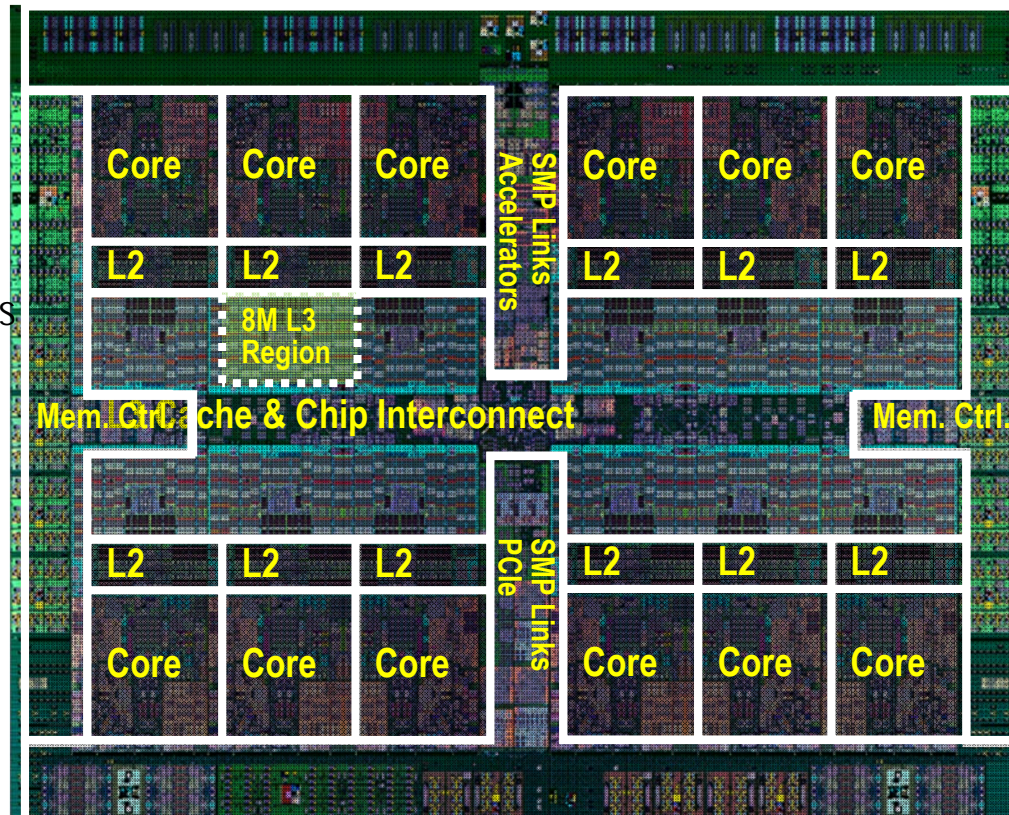 Core Core Core Core Core Core
SMP Links
Accelerators
L2 L2 L2 L2 L2 L2
s
8M L3
Region
Mem. Ctrl. Cache & Chip Interconnect Mem. Ctrl.
L2 L2 L2 L2 L2 L2
SMP Links
PCIe
Core Core Core Core Core Core